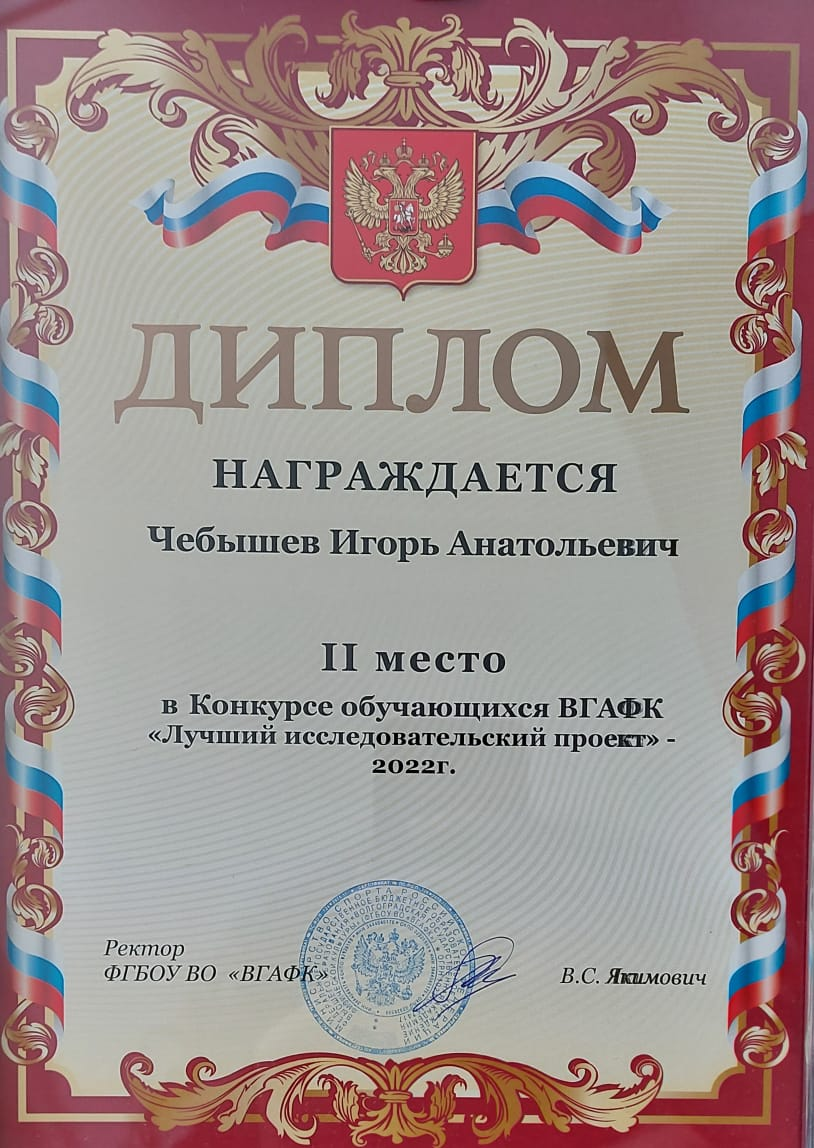 ДИПЛОМ
НАГРАЖДАЕТСЯ
Чебышев Игорь Анатольевич
II место
в Конкурсе обучающихся ВГАФК
«Лучший исследовательский проект» -
2022г.
Ректор
ФГБОУ ВО «ВГАФК»
В.С. Якимович